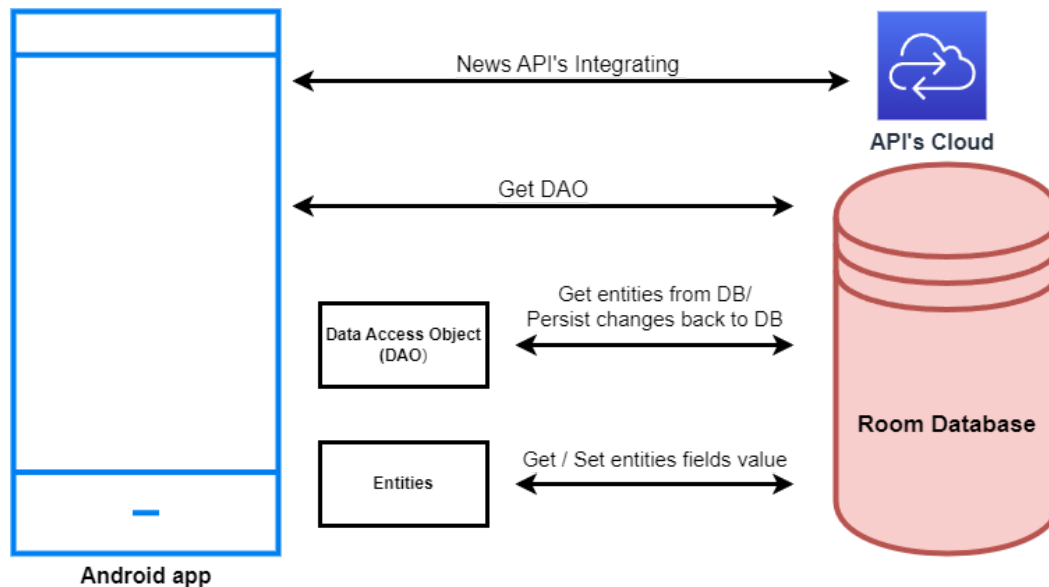 News API's Integrating
API's Cloud
Get DAO
Get entities from DB/
Persist changes back to DB
Data Access Object
(DAO)
Room Database
Get / Set entities fields value
Entities
Android app